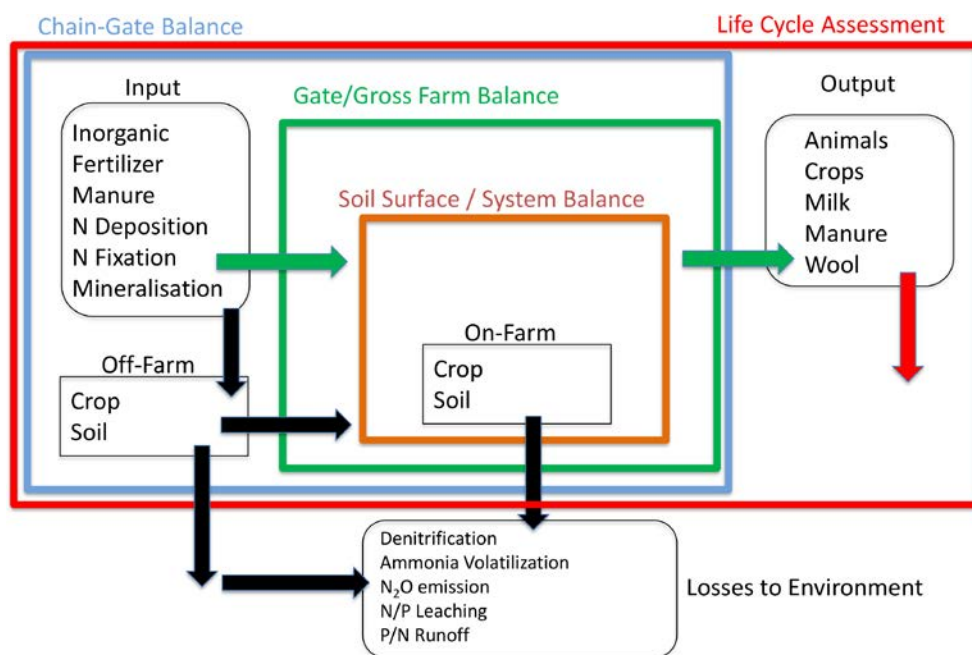 Chain-Gate Balance
Life Cycle Assessment
Input
Inorganic
Fertilizer
Manure
N Deposition
N Fixation
Mineralisation
Gate/Gross Farm Balance
Soil Surface / System Balance
Output
Animals
Crops
Milk
Manure
Wool
Off-Farm
Crop
Soil
On-Farm
Crop
Soil
Denitrification
Ammonia Volatilization
N₂O emission
N/P Leaching
P/N Runoff
Losses to Environment